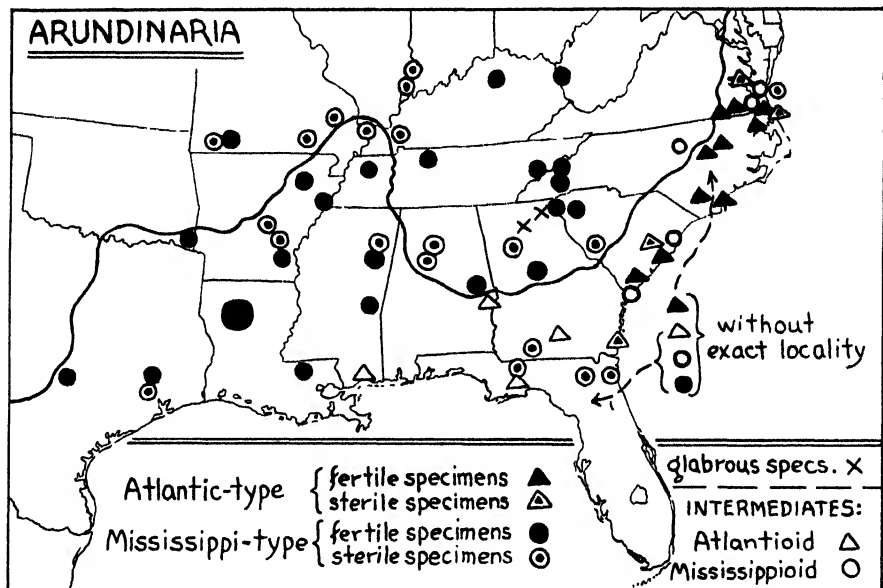 ARUNDINARIA
without
exact locality
Atlantic-type { fertile specimens
sterile specimens
Mississippi-type { fertile specimens
sterile specimens
glabrous specs. x
INTERMEDIATES:
Atlantioid
Mississippioid